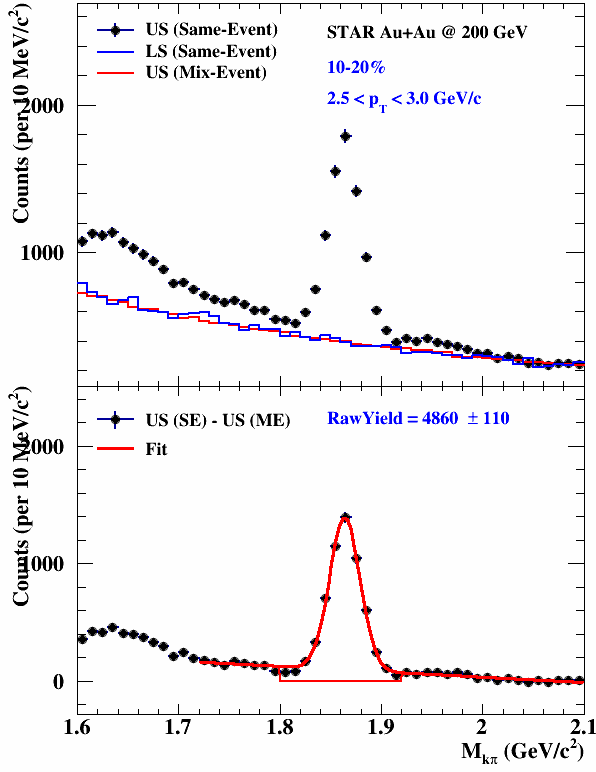 US (Same-Event)
LS (Same-Event)
US (Mix-Event)
STAR Au+Au @ 200 GeV
10-20%
2.5 < p_T < 3.0 GeV/c
Counts (per 10 MeV/c²)
2000
1000
US (SE) - US (ME)
Fit
RawYield = 4860 ± 110
Counts (per 10 MeV/c²)
2000
1000
0
1.6 1.7 1.8 1.9 2 2.1
M_kπ (GeV/c²)